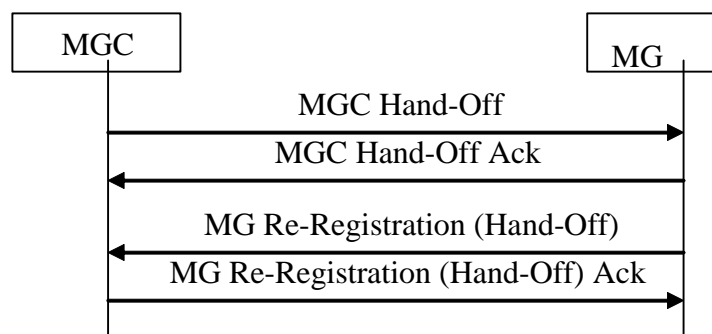 MGC
MG
MGC Hand-Off
MGC Hand-Off Ack
MG Re-Registration (Hand-Off)
MG Re-Registration (Hand-Off) Ack